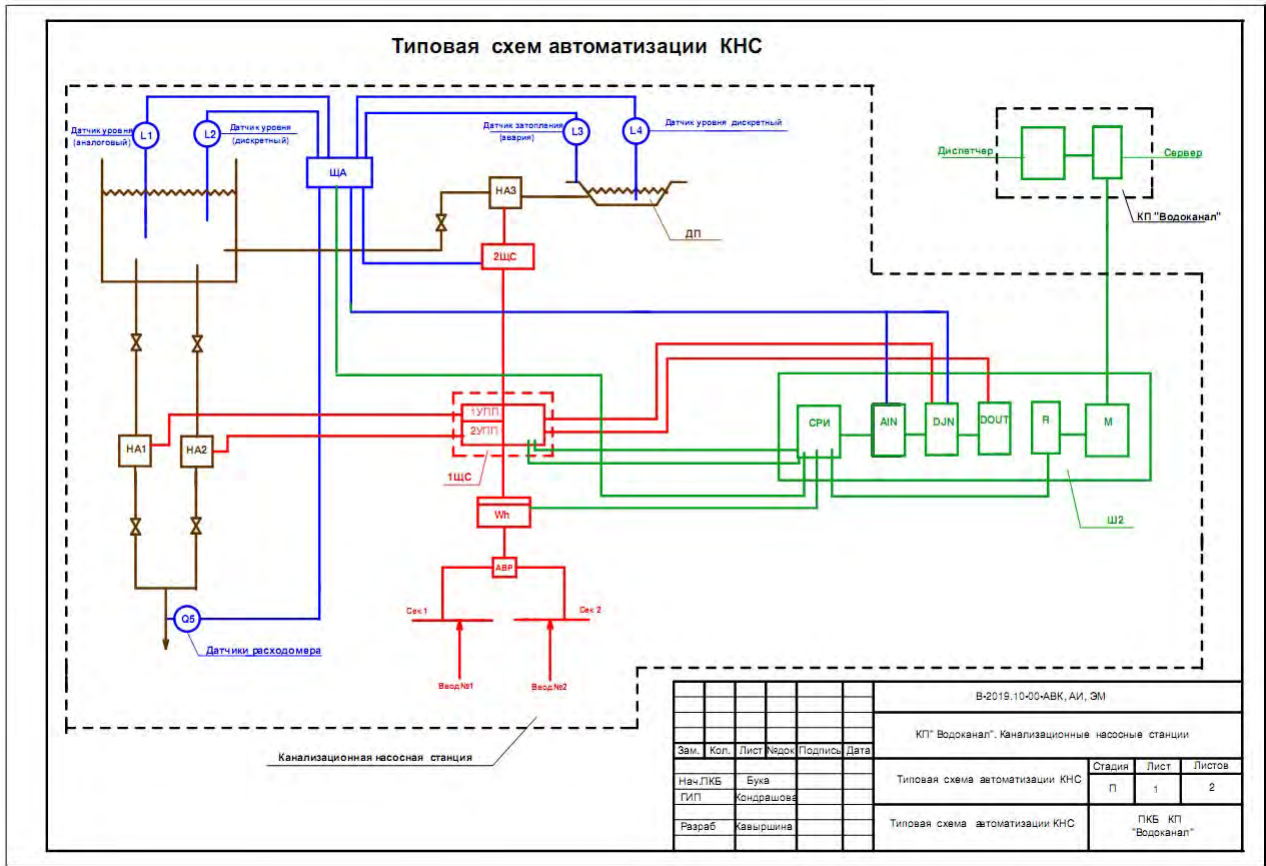 Типовая схем автоматизации КНС
Датчик уровня
(аналоговый)
L1
L2
Датчик уровня
(дискретный)
Датчик затопления
(авария)
L3
L4
Датчик уровня дискретный
ЩА
НА3
ДП
2ЩС
Диспетчер
Сервер
КП "Водоканал"
1УПП
2УПП
1ЩС
НА1
НА2
СРИ
AIN
DJN
DOUT
R
M
Ш2
Wh
АВР
Сек 1
Сек 2
Ввод№1
Ввод№2
Q5
Датчики расходомера
Канализационная насосная станция
В-2019.10-00-АВК, АИ, ЭМ
КП" Водоканал". Канализационные насосные станции
Зам. Кол. Лист №док Подпись Дата
Нач.ПКБ Бука
ГИП Кондрашова
Разраб Кавыршина
Типовая схема автоматизации КНС
Стадия Лист Листов
П 1 2
Типовая схема автоматизации КНС
ПКБ КП
"Водоканал"